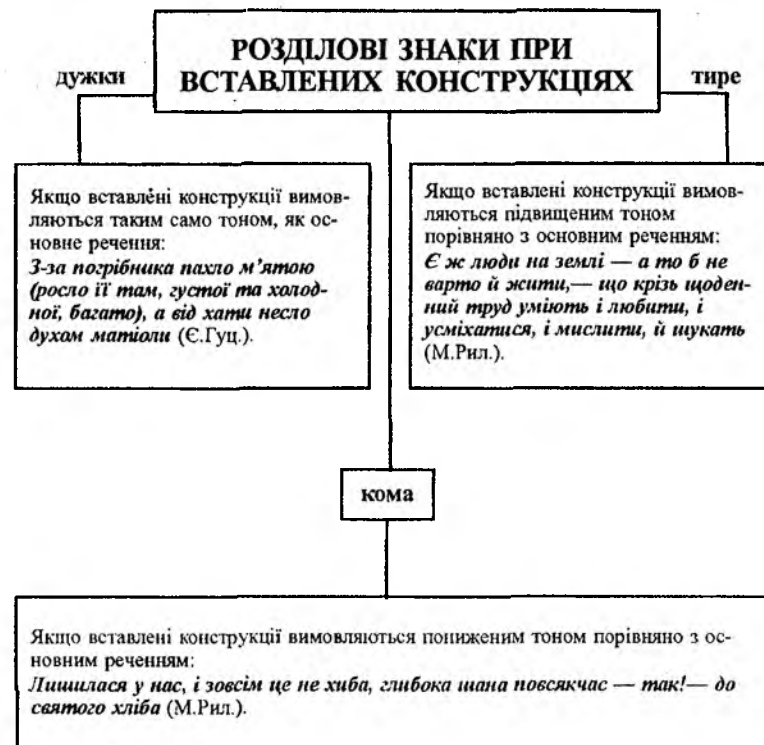 РОЗДІЛОВІ ЗНАКИ ПРИ
ВСТАВЛЕНИХ КОНСТРУКЦІЯХ
дужки
тире
Якщо вставлені конструкції вимов-
ляються таким само тоном, як ос-
новне речення:
З-за погрібника пахло м’ятою
(росло її там, густої та холод-
ної, багато), а від хати несло
духом матіоли (Є.Гуц.).
Якщо вставлені конструкції вимов-
ляються підвищеним тоном
порівняно з основним реченням:
Є ж люди на землі — а то б не
варто й жити,— що крізь щоден-
ний труд уміють і любити, і
усміхатися, і мислити, й шукать
(М.Рил.).
кома
Якщо вставлені конструкції вимовляються пониженим тоном порівняно з ос-
новним реченням:
Лишилася у нас, і зовсім це не хиба, глибока шана повсякчас — так!— до
святого хліба (М.Рил.).